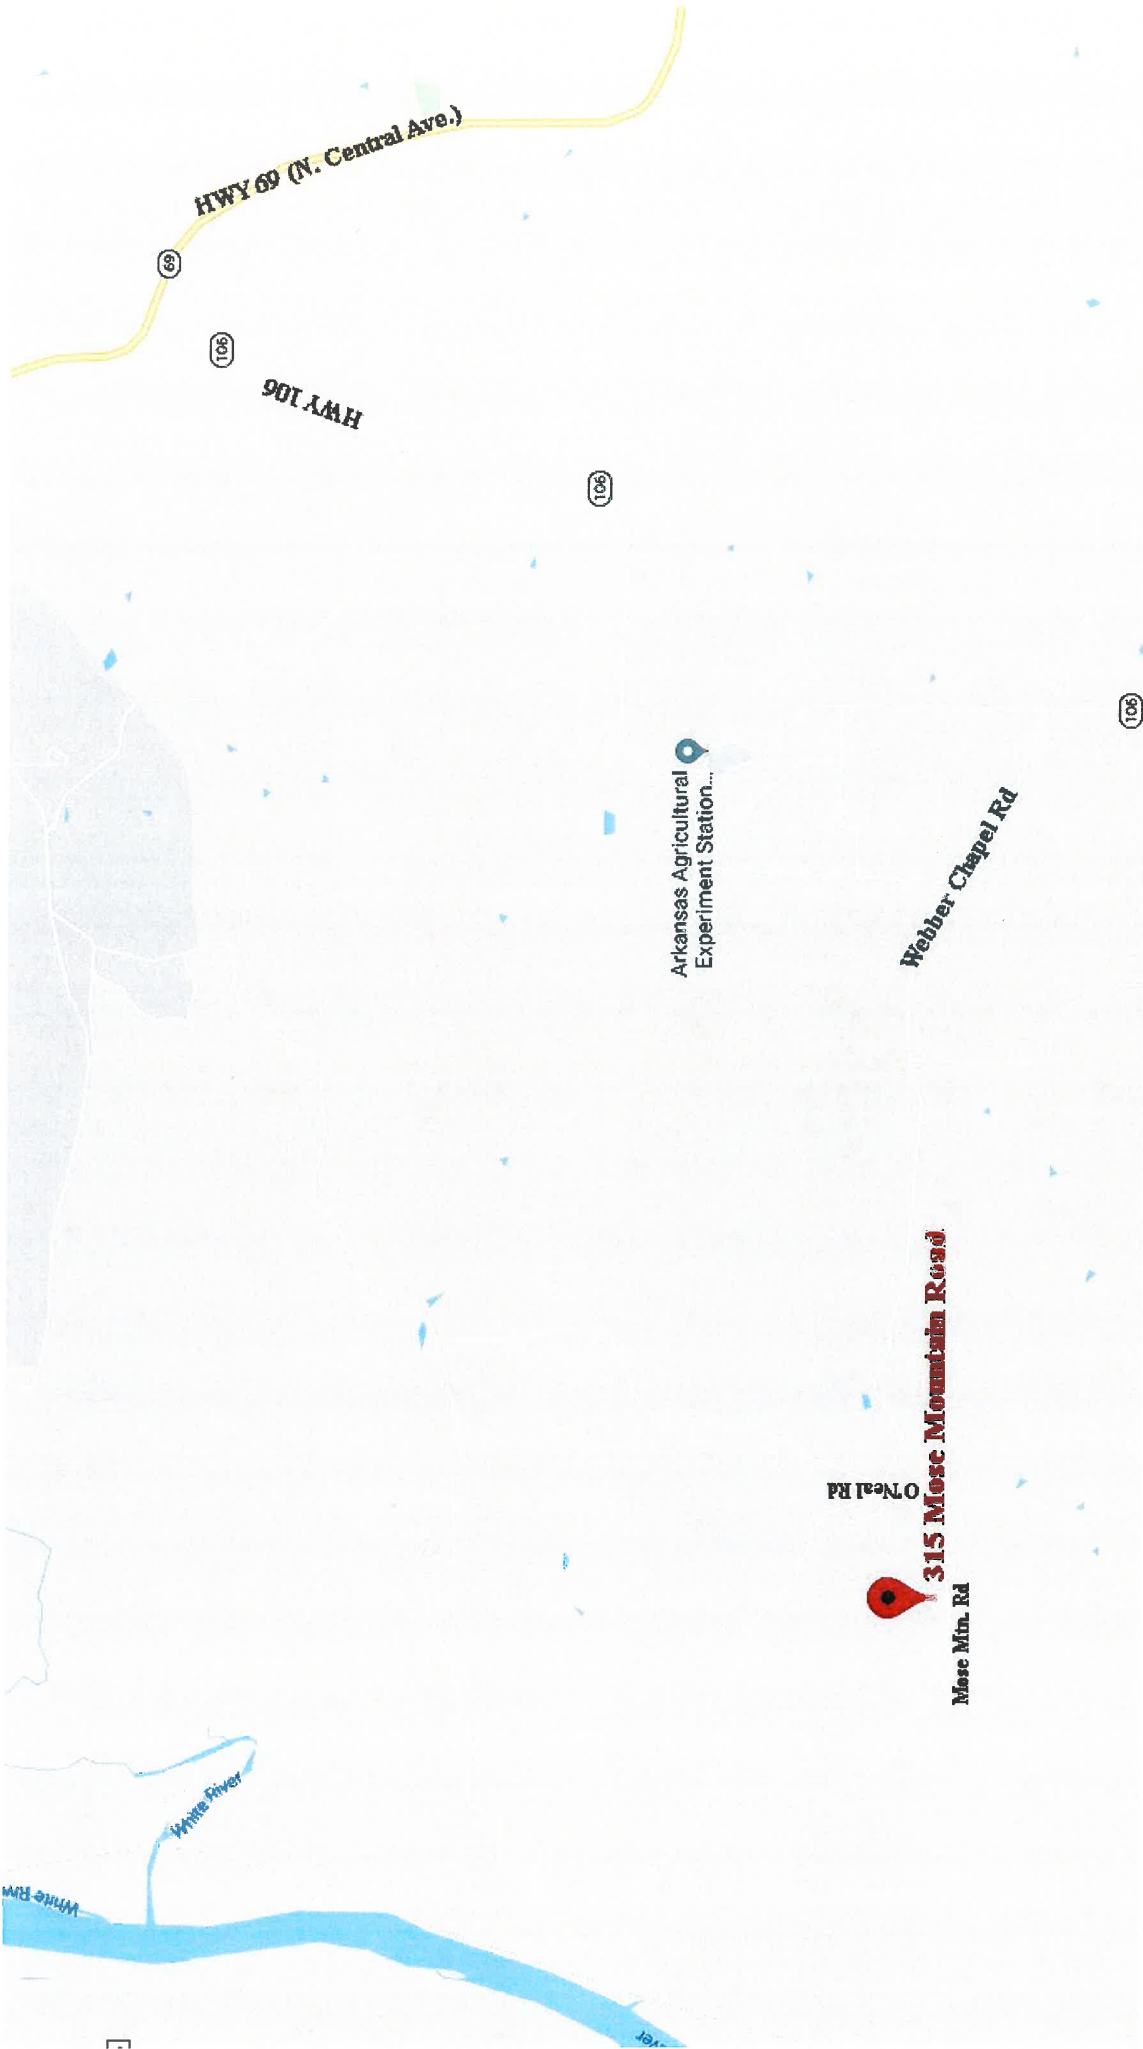 White Riv
White River
69
HWY 69 (N. Central Ave.)
106
HWY 106
106
Arkansas Agricultural
Experiment Station...
O'Neal Rd
Webber Chapel Rd
315 Mose Mountain Road
Mose Mtn. Rd
106